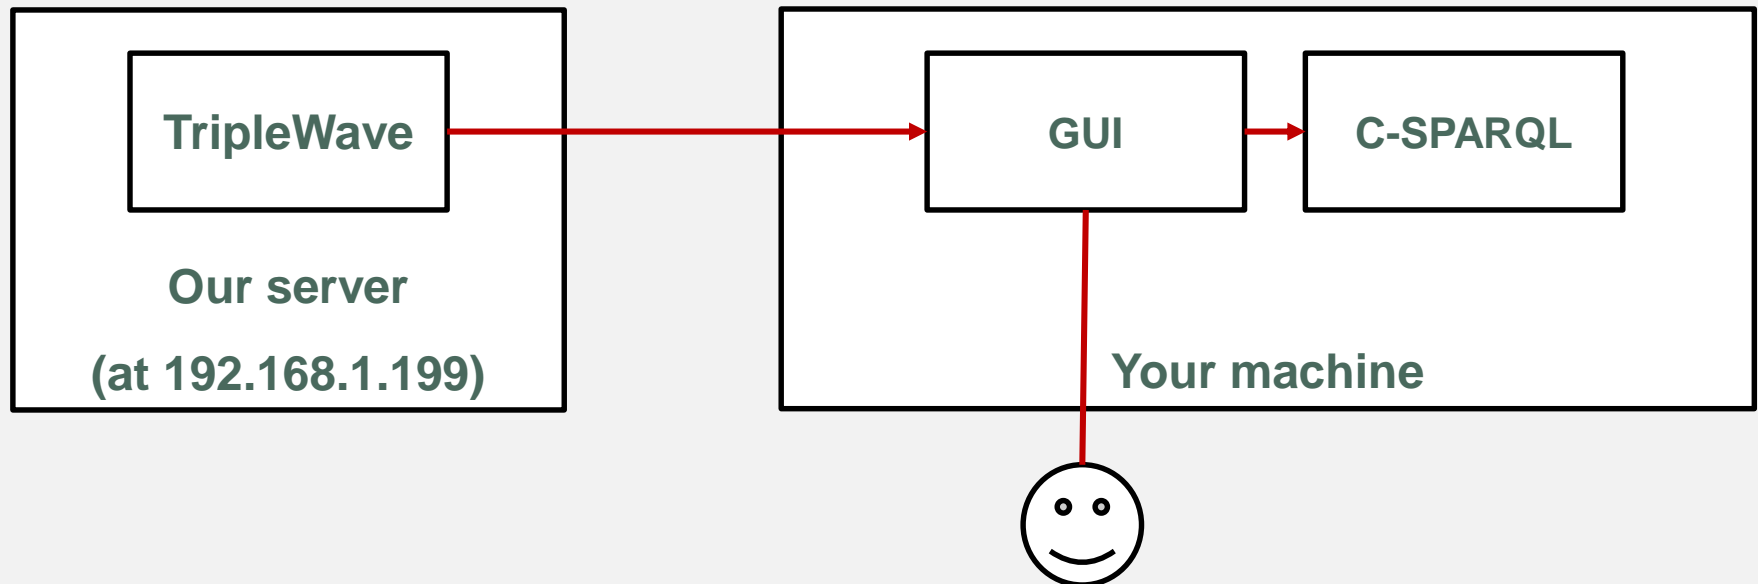 TripleWave
Our server
(at 192.168.1.199)
GUI
C-SPARQL
Your machine